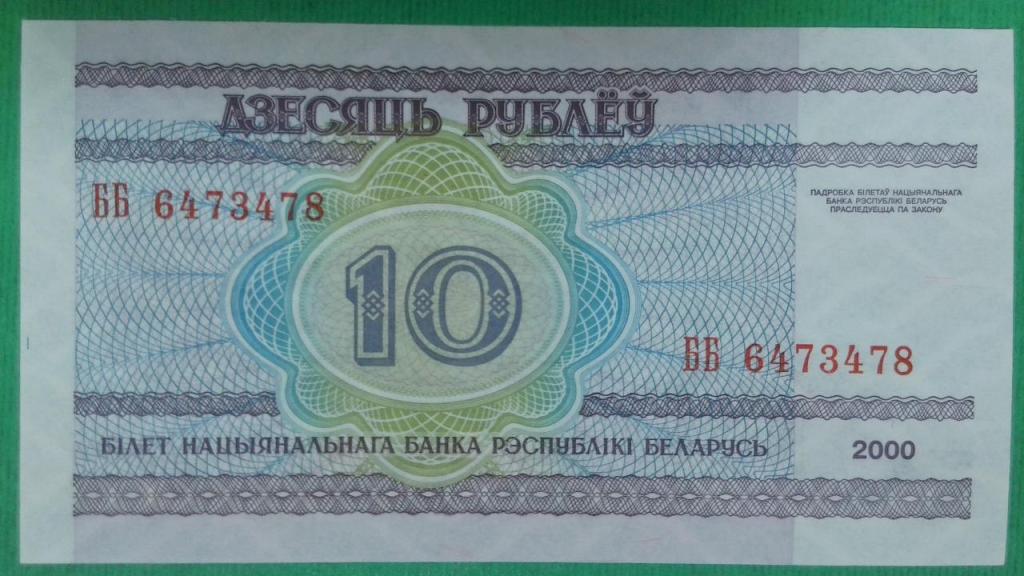 ДЗЕСЯЦЬ РУБЛЁЎ
ББ 6473478
ПАДРОБКА БІЛЕТАЎ НАЦЫЯНАЛЬНАГА
БАНКА РЭСПУБЛІКІ БЕЛАРУСЬ
ПРАСЛЕДУЕЦЦА ПА ЗАКОНУ
10
ББ 6473478
БІЛЕТ НАЦЫЯНАЛЬНАГА БАНКА РЭСПУБЛІКІ БЕЛАРУСЬ 2000